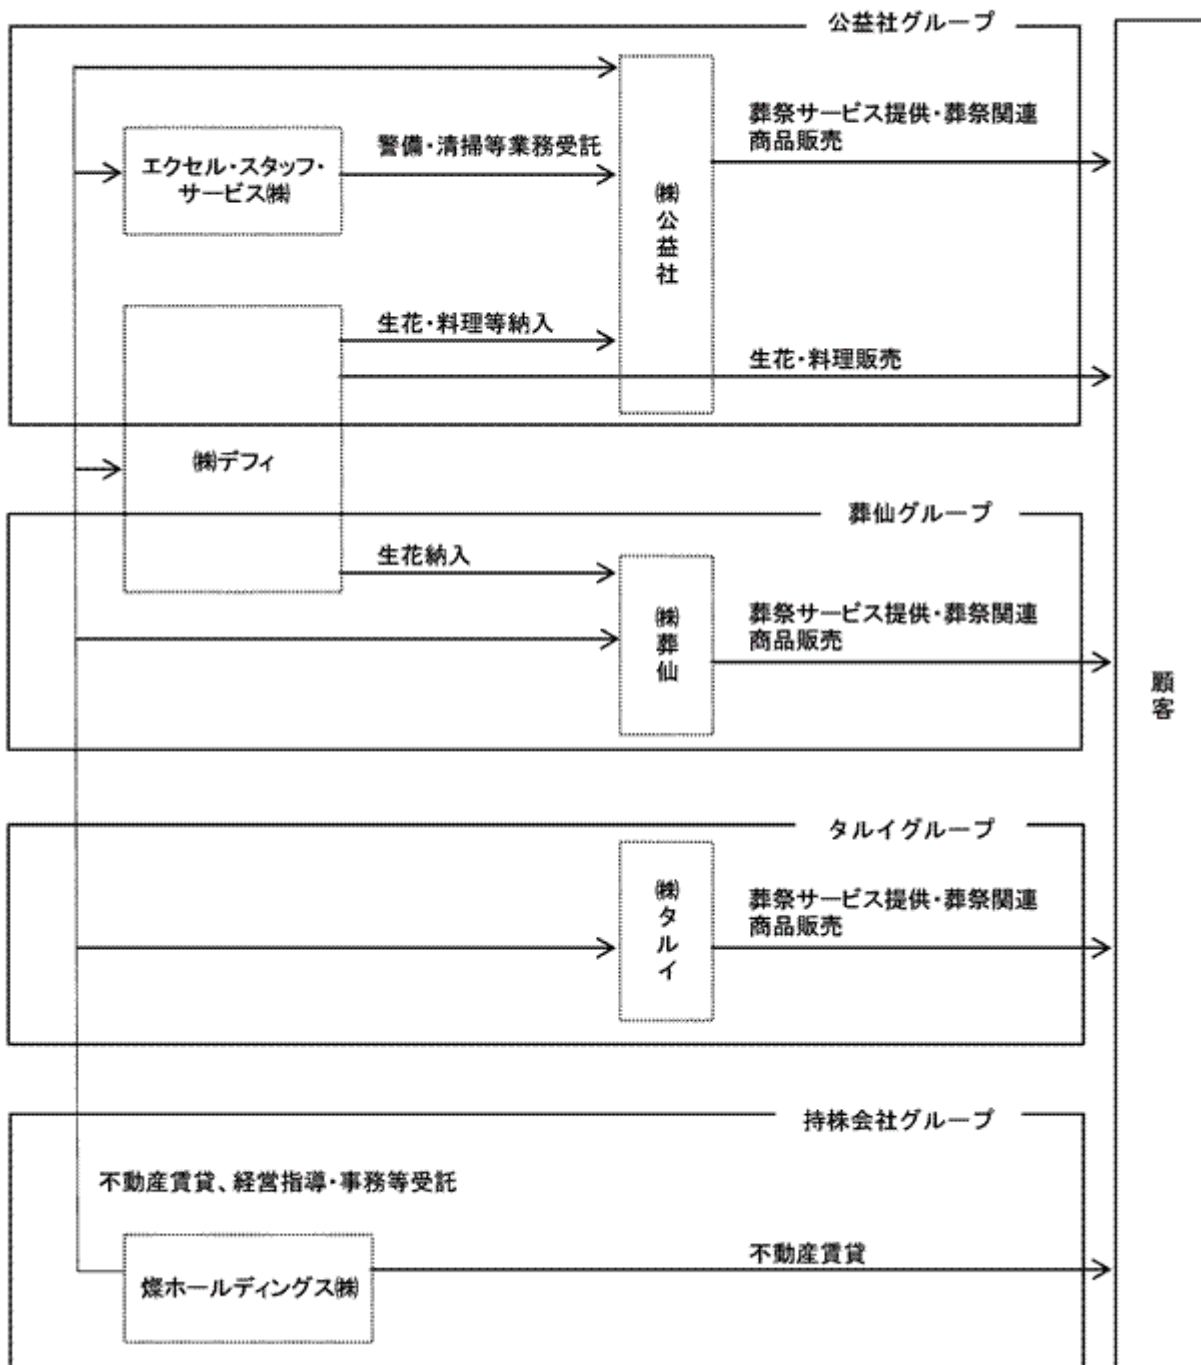 公益社グループ
葬祭サービス提供・葬祭関連
商品販売
警備・清掃等業務受託
エクセル・スタッフ・
サービス㈱
㈱公益社
生花・料理等納入
生花・料理販売
㈱デフィ
葬仙グループ
生花納入
㈱葬仙
葬祭サービス提供・葬祭関連
商品販売
顧客
タルイグループ
㈱タルイ
葬祭サービス提供・葬祭関連
商品販売
持株会社グループ
不動産賃貸、経営指導・事務等受託
不動産賃貸
燦ホールディングス㈱